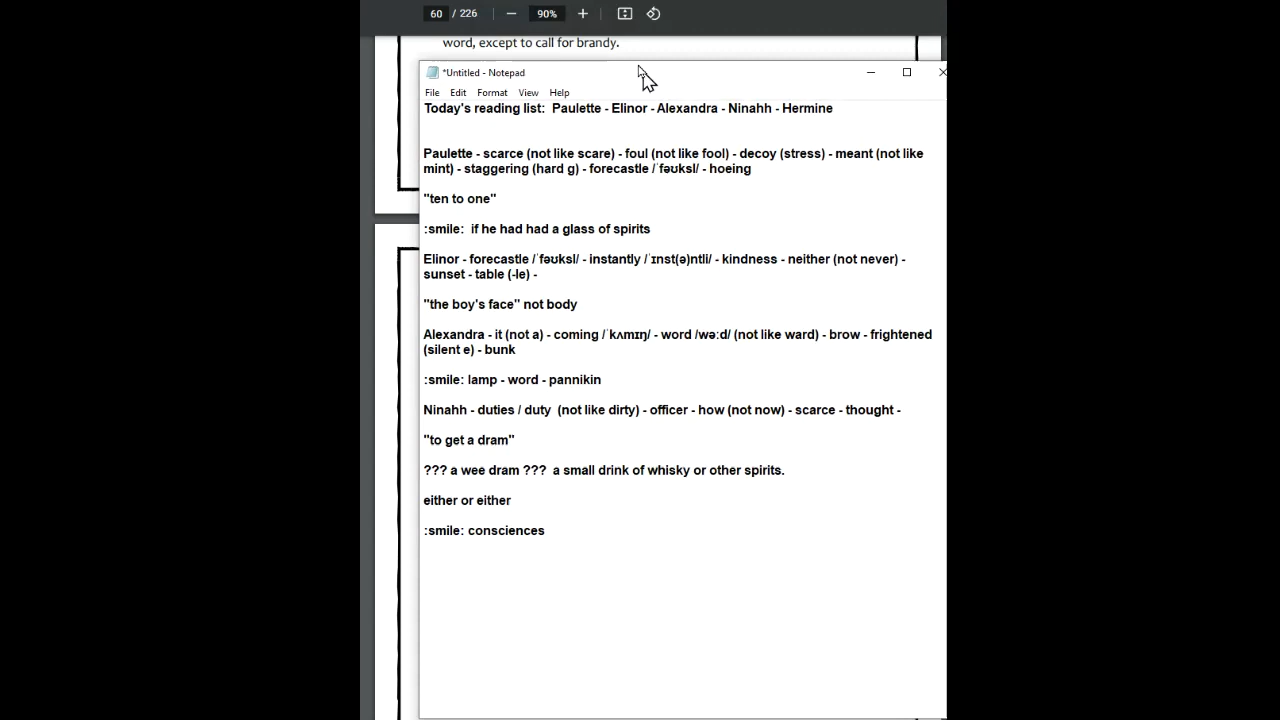 60 / 226 − 90% +
word, except to call for brandy.
*Untitled - Notepad
File Edit Format View Help
Today's reading list:  Paulette - Elinor - Alexandra - Ninahh - Hermine
Paulette - scarce (not like scare) - foul (not like fool) - decoy (stress) - meant (not like
mint) - staggering (hard g) - forecastle /ˈfəʊksl/ - hoeing
"ten to one"
:smile:  if he had had a glass of spirits
Elinor - forecastle /ˈfəʊksl/ - instantly /ˈɪnst(ə)ntli/ - kindness - neither (not never) -
sunset - table (-le) -
"the boy's face" not body
Alexandra - it (not a) - coming /ˈkʌmɪŋ/ - word /wəːd/ (not like ward) - brow - frightened
(silent e) - bunk
:smile: lamp - word - pannikin
Ninahh - duties / duty  (not like dirty) - officer - how (not now) - scarce - thought -
"to get a dram"
??? a wee dram ???  a small drink of whisky or other spirits.
either or either
:smile: consciences